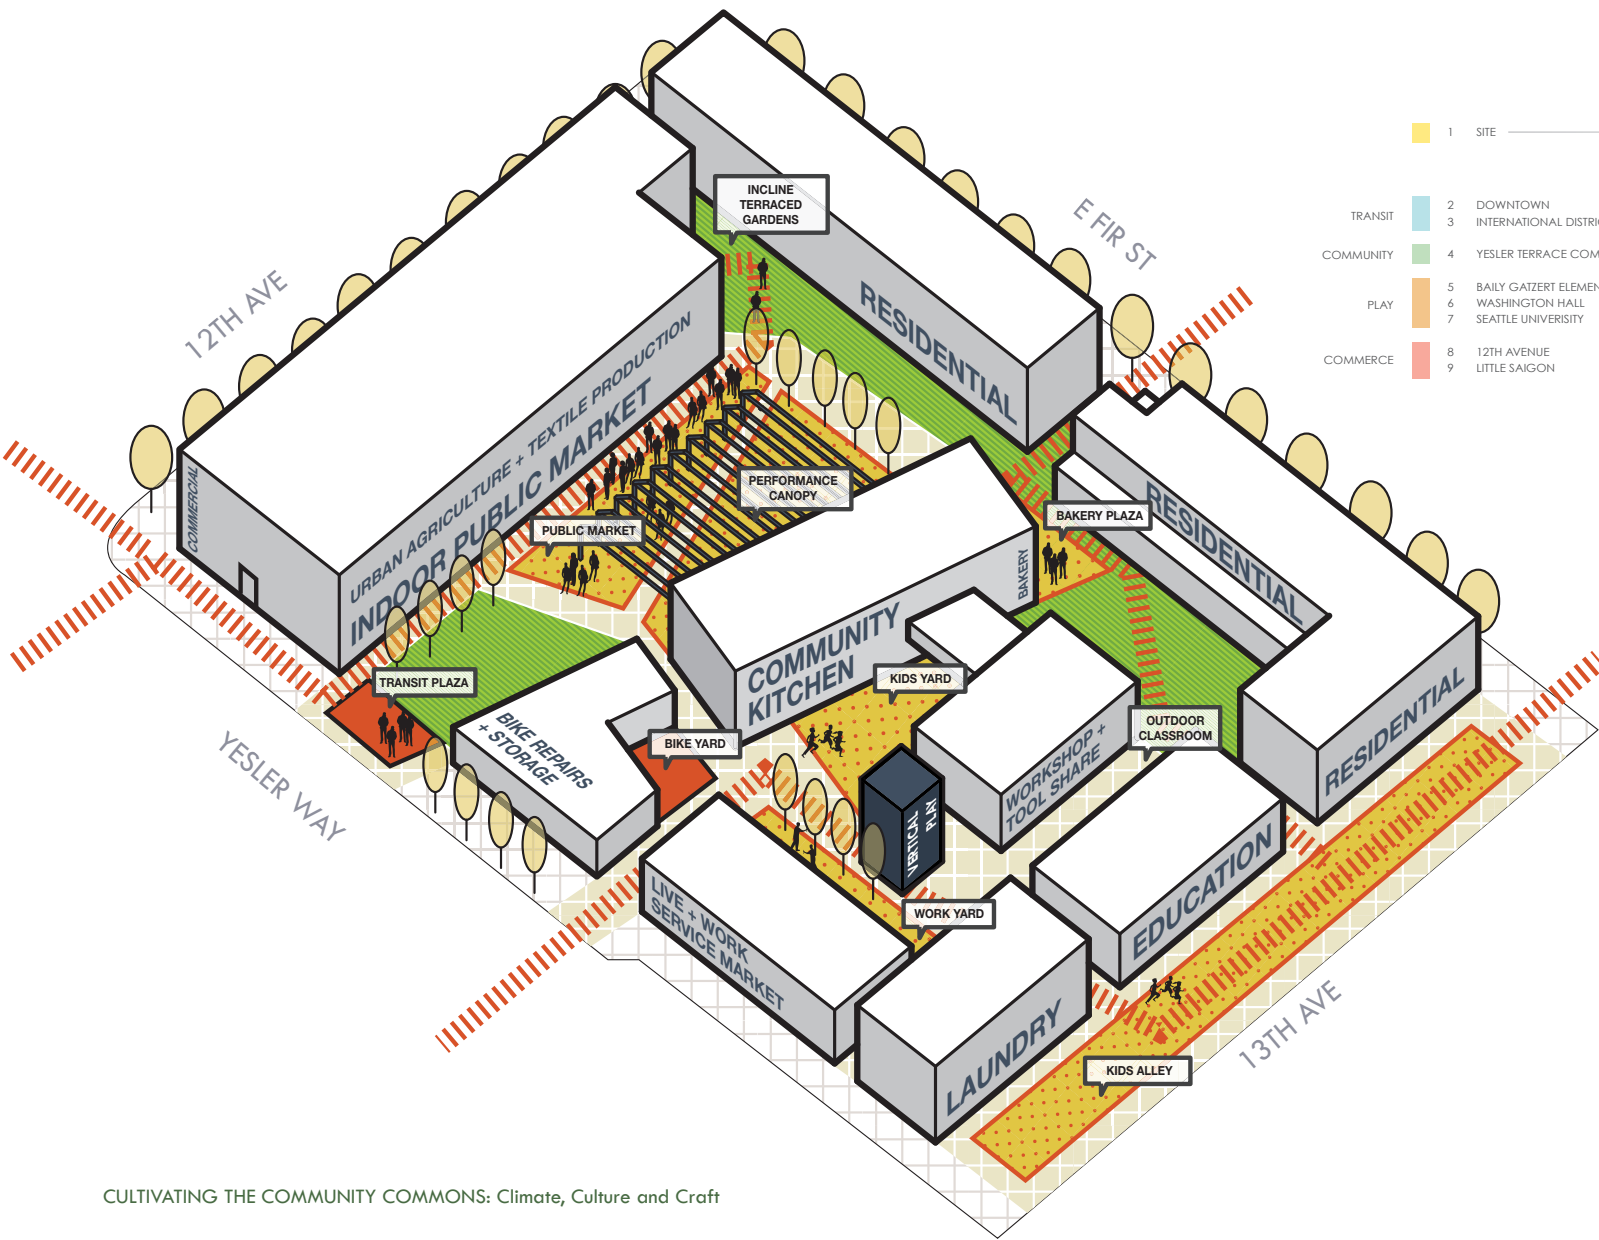 INCLINE
TERRACED
GARDENS
12TH AVE
E FIR ST
1 SITE
TRANSIT
2 DOWNTOWN
3
COMMUNITY
4 YESLER TERRACE
PLAY
5 BAILY GATZERT
6 WASHINGTON HALL
7 SEATTLE UNIVERISITY
COMMERCE
8 12TH AVENUE
9 LITTLE SAIGON
RESIDENTIAL
COMMERCIAL
URBAN AGRICULTURE + TEXTILE PRODUCTION
INDOOR PUBLIC MARKET
PERFORMANCE
CANOPY
PUBLIC MARKET
BAKERY PLAZA
RESIDENTIAL
BAKERY
COMMUNITY
KITCHEN
KIDS YARD
TRANSIT PLAZA
BIKE REPAIRS
+ STORAGE
BIKE YARD
OUTDOOR
CLASSROOM
RESIDENTIAL
WORKSHOP +
TOOL SHARE
VERTICAL
PLAY
YESLER WAY
LIVE + WORK
SERVICE MARKET
WORK YARD
EDUCATION
LAUNDRY
KIDS ALLEY
13TH AVE
CULTIVATING THE COMMUNITY COMMONS: Climate, Culture and Craft